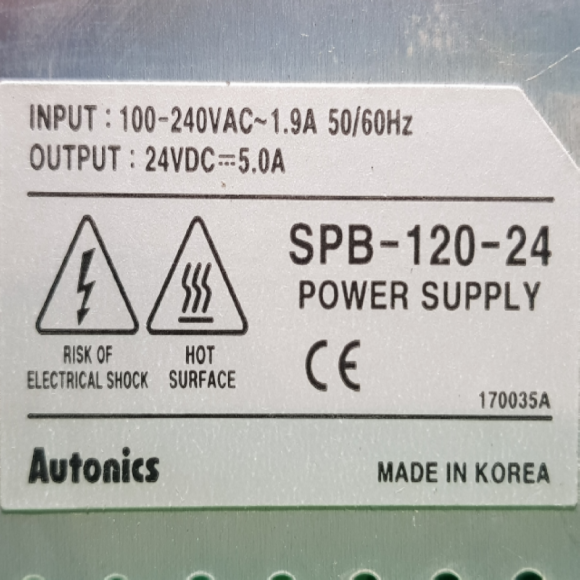 INPUT : 100-240VAC~1.9A 50/60Hz
OUTPUT : 24VDC⎓5.0A
SPB-120-24
POWER SUPPLY
RISK OF
ELECTRICAL SHOCK
HOT
SURFACE
CE
170035A
Autonics
MADE IN KOREA